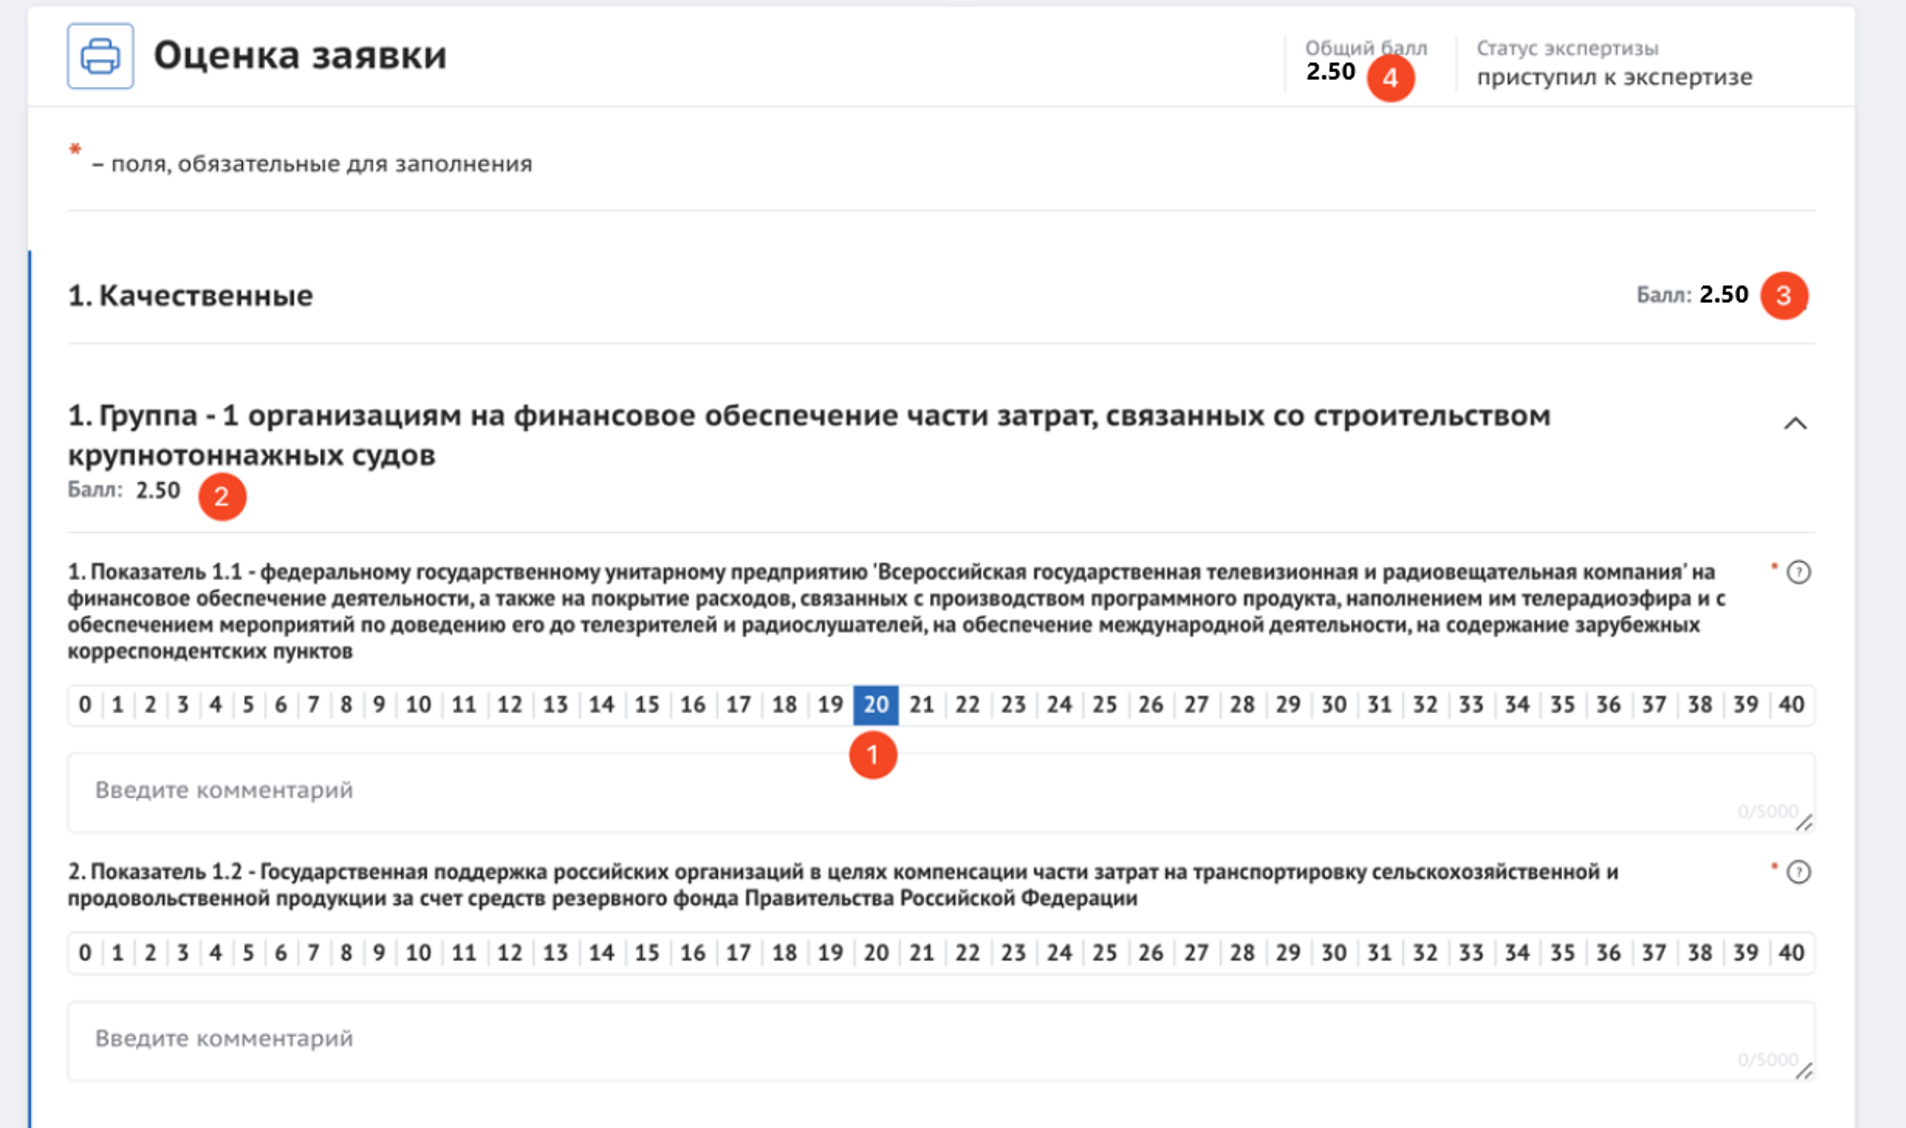 Оценка заявки
Общий балл
2.50
4
Статус экспертизы
приступил к экспертизе
* – поля, обязательные для заполнения
1. Качественные
Балл: 2.50
3
1. Группа - 1 организациям на финансовое обеспечение части затрат, связанных со строительством
крупнотоннажных судов
Балл: 2.50
2
1. Показатель 1.1 - федеральному государственному унитарному предприятию 'Всероссийская государственная телевизионная и радиовещательная компания' на * ?
финансовое обеспечение деятельности, а также на покрытие расходов, связанных с производством программного продукта, наполнением им телерадиоэфира и с
обеспечением мероприятий по доведению его до телезрителей и радиослушателей, на обеспечение международной деятельности, на содержание зарубежных
корреспондентских пунктов
0 1 2 3 4 5 6 7 8 9 10 11 12 13 14 15 16 17 18 19 20 21 22 23 24 25 26 27 28 29 30 31 32 33 34 35 36 37 38 39 40
1
Введите комментарий
0/5000
2. Показатель 1.2 - Государственная поддержка российских организаций в целях компенсации части затрат на транспортировку сельскохозяйственной и * ?
продовольственной продукции за счет средств резервного фонда Правительства Российской Федерации
0 1 2 3 4 5 6 7 8 9 10 11 12 13 14 15 16 17 18 19 20 21 22 23 24 25 26 27 28 29 30 31 32 33 34 35 36 37 38 39 40
Введите комментарий
0/5000